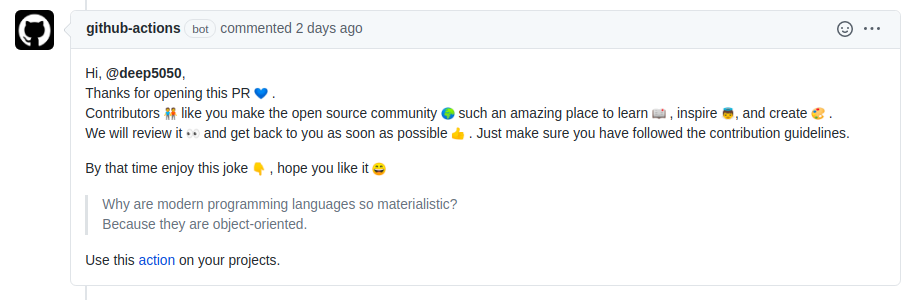 github-actions bot commented 2 days ago
Hi, @deep5050,
Thanks for opening this PR 💙 .
Contributors 🧑‍🤝‍🧑 like you make the open source community 🌍 such an amazing place to learn 📖 , inspire 👼, and create 🎨 .
We will review it 👀 and get back to you as soon as possible 👍 . Just make sure you have followed the contribution guidelines.
By that time enjoy this joke 👇 , hope you like it 😄
Why are modern programming languages so materialistic?
Because they are object-oriented.
Use this action on your projects.